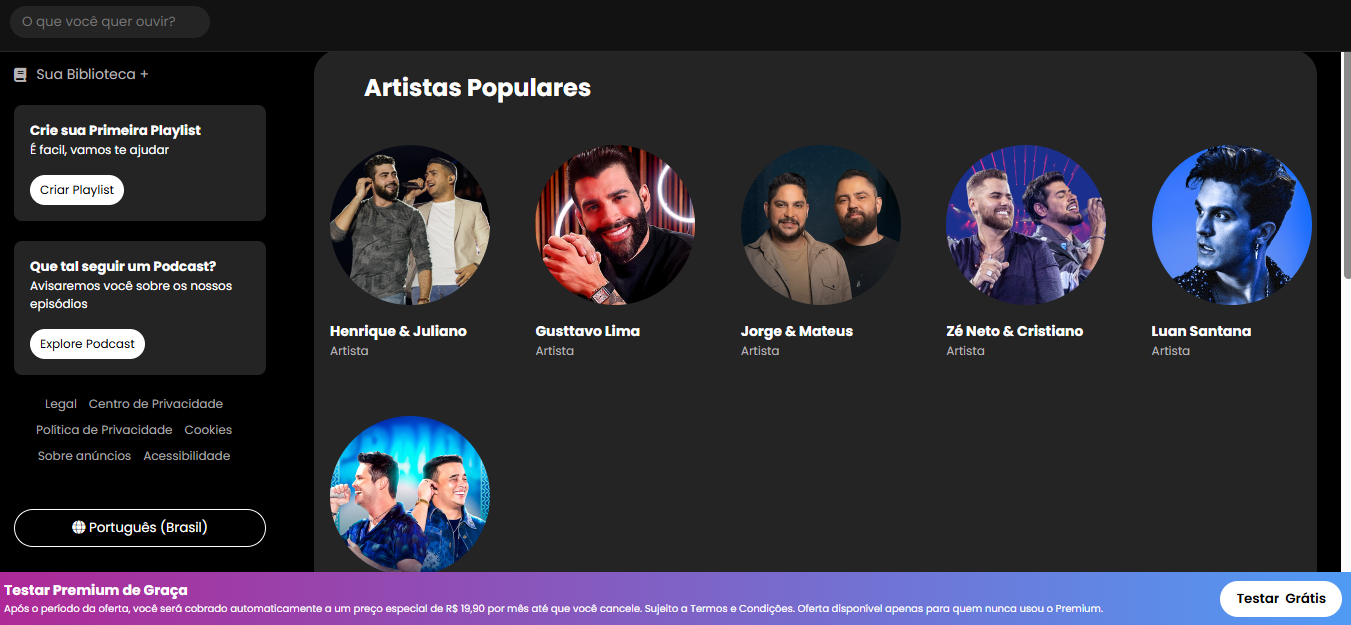 O que você quer ouvir?
Sua Biblioteca +
Crie sua Primeira Playlist
É facil, vamos te ajudar
Criar Playlist
Que tal seguir um Podcast?
Avisaremos você sobre os nossos
episódios
Explore Podcast
Legal Centro de Privacidade
Política de Privacidade Cookies
Sobre anúncios Acessibilidade
Português (Brasil)
Artistas Populares
Henrique & Juliano
Artista
Gusttavo Lima
Artista
Jorge & Mateus
Artista
Zé Neto & Cristiano
Artista
Luan Santana
Artista
Testar Premium de Graça
Após o período da oferta, você será cobrado automaticamente a um preço especial de R$ 19,90 por mês até que você cancele. Sujeito a Termos e Condições. Oferta disponível apenas para quem nunca usou o Premium.
Testar Grátis